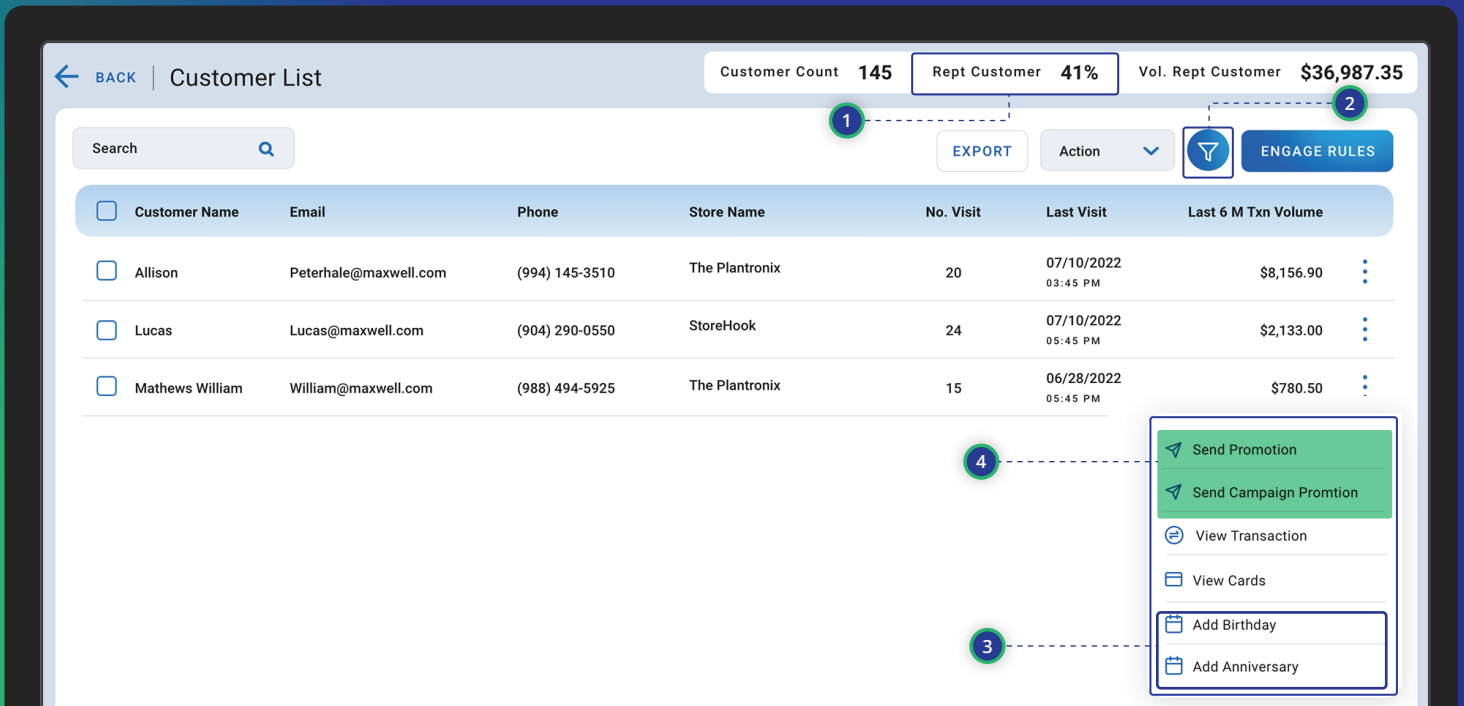 BACK Customer List
Customer Count 145 Rept Customer 41% Vol. Rept Customer $36,987.35
1
2
Search
EXPORT Action ENGAGE RULES
Customer Name Email Phone Store Name No. Visit Last Visit Last 6 M Txn Volume
Allison Peterhale@maxwell.com (994) 145-3510 The Plantronix 20 07/10/2022 $8,156.90
03:45 PM
Lucas Lucas@maxwell.com (904) 290-0550 StoreHook 24 07/10/2022 $2,133.00
05:45 PM
Mathews William William@maxwell.com (988) 494-5925 The Plantronix 15 06/28/2022 $780.50
05:45 PM
4
Send Promotion
Send Campaign Promtion
View Transaction
View Cards
3
Add Birthday
Add Anniversary